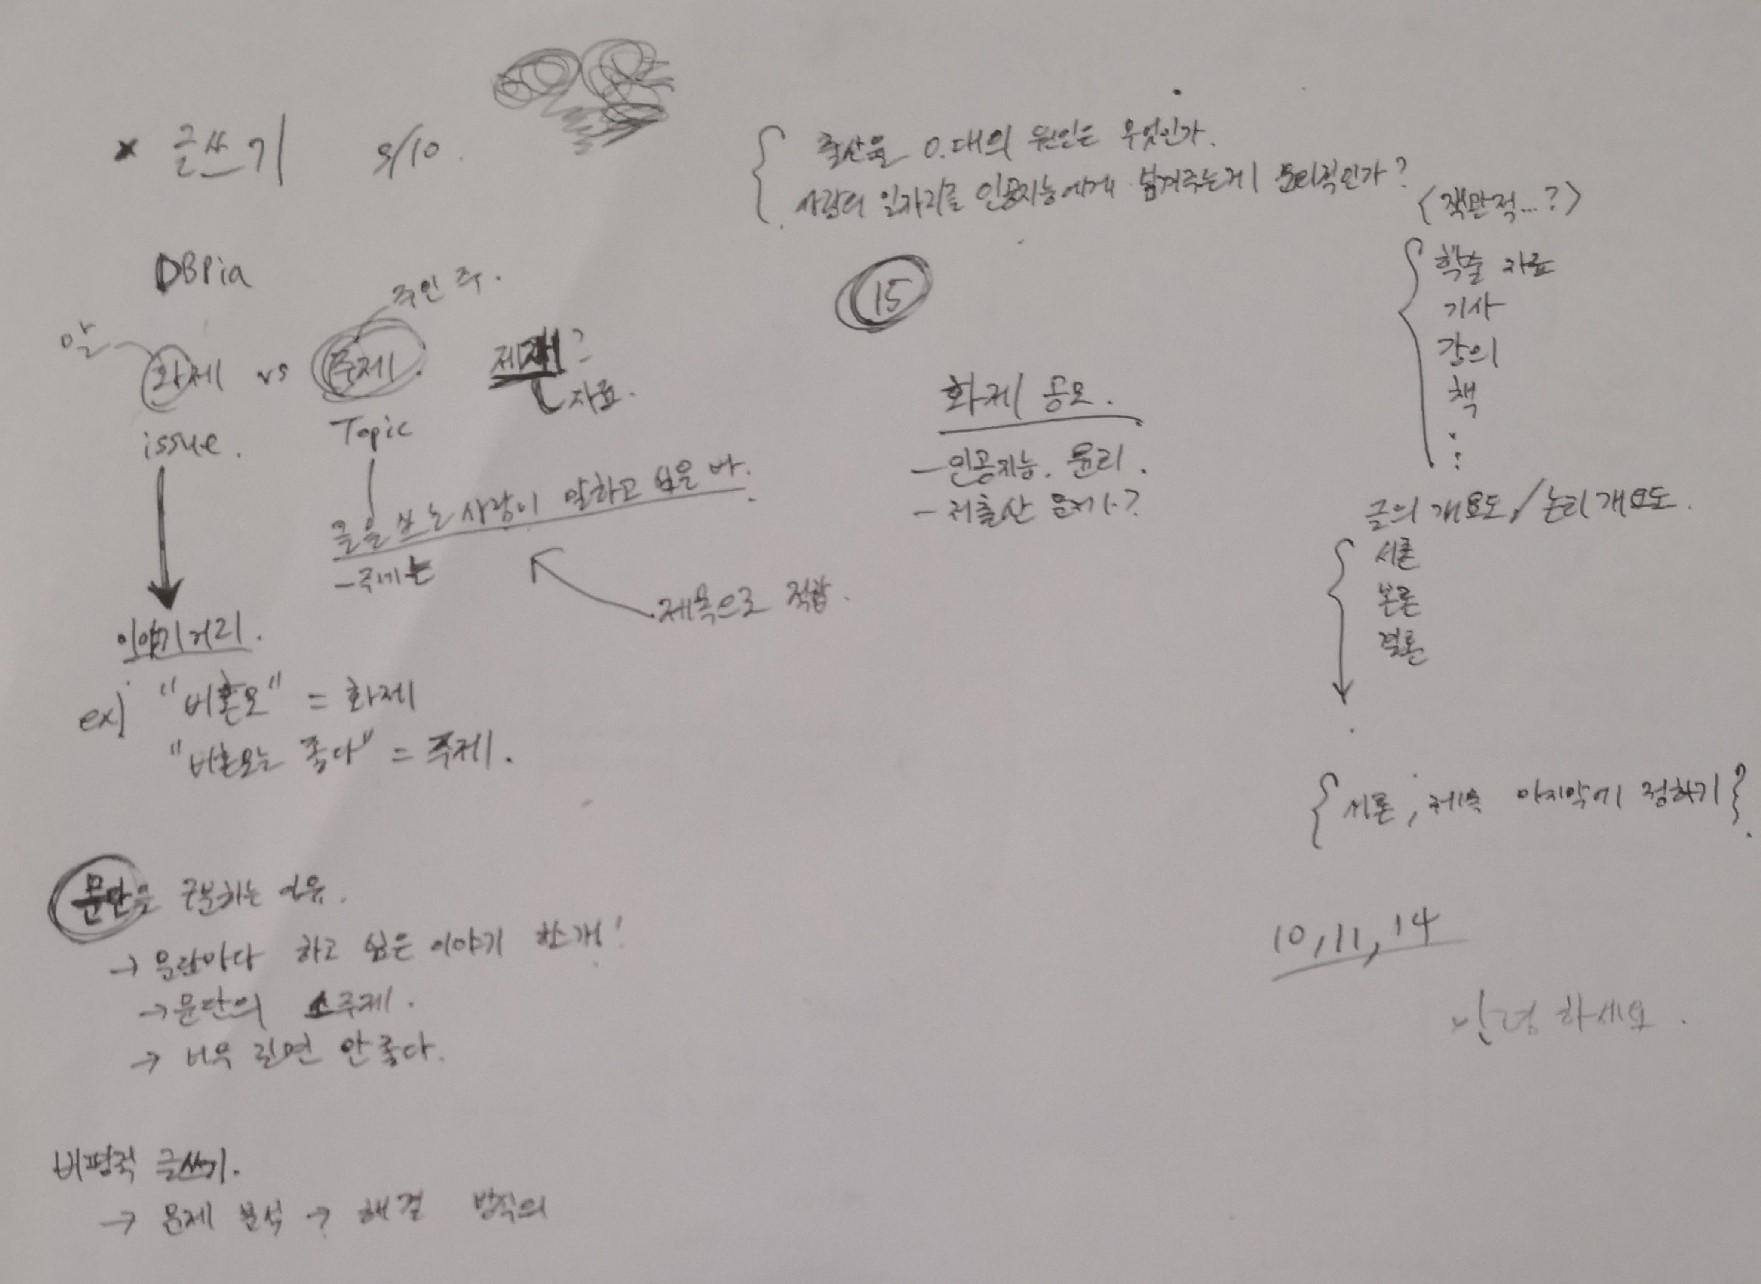 * 글쓰기 9/10.
출산율 0.대의 원인은 무엇인가.
사람의 일자리를 인공지능에게 넘겨주는게 윤리적인가?
DBPia
주인 주.
말
화제 vs 주제. 제재?
자료.
issue. Topic
글을 쓰는 사람이 말하고 싶은 바.
- 주제는
제목으로 적합.
이야기거리.
ex) "비혼모" = 화제
"비혼모는 좋다" = 주제.
문단을 구분하는 이유.
→ 문단마다 하고 싶은 이야기 한개!
→ 문단의 소주제.
→ 너무 길면 안 좋다.
비평적 글쓰기.
→ 문제 분석 → 해결 방식의
15
화제 공모.
- 인공지능. 윤리.
- 저출산 문제.?
학술 자료
기사
강의
책
⋮
글의 개요도/논리 개요도.
서론
본론
결론
{서론, 제목 마지막에 정하기}
10, 11, 14
안녕하세요.